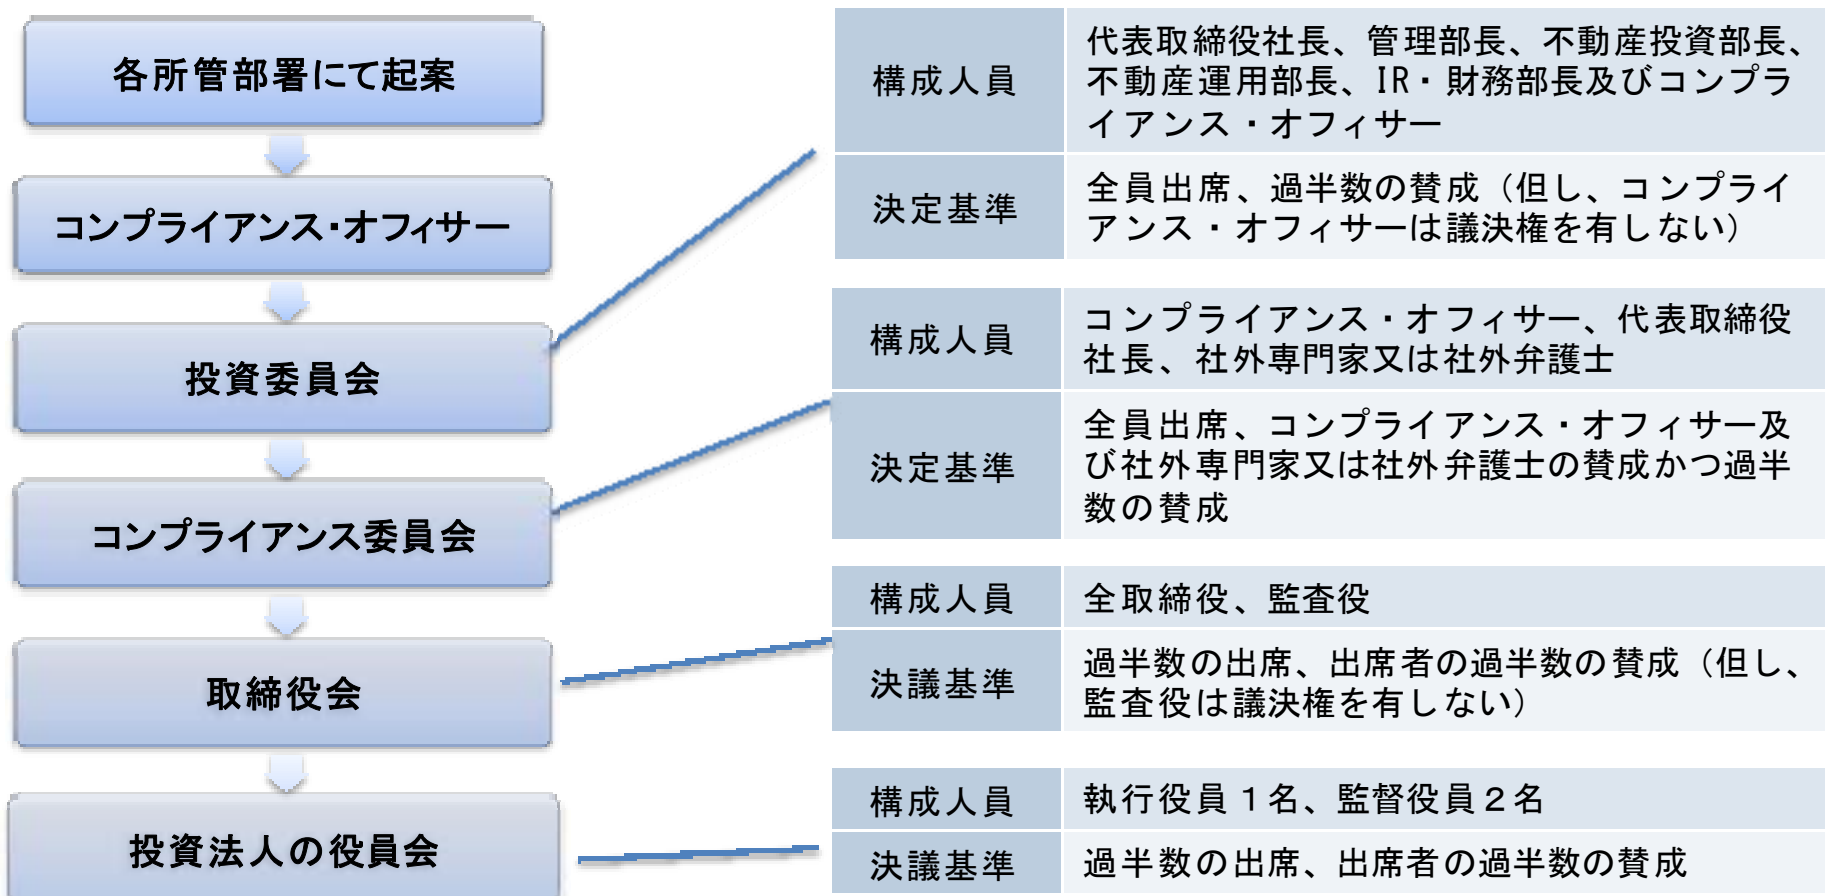 各所管部署にて起案
コンプライアンス・オフィサー
投資委員会
コンプライアンス委員会
取締役会
投資法人の役員会
構成人員
代表取締役社長、管理部長、不動産投資部長、
不動産運用部長、IR・財務部長及びコンプラ
イアンス・オフィサー
決定基準
全員出席、過半数の賛成（但し、コンプライ
アンス・オフィサーは議決権を有しない）
構成人員
コンプライアンス・オフィサー、代表取締役
社長、社外専門家又は社外弁護士
決定基準
全員出席、コンプライアンス・オフィサー及
び社外専門家又は社外弁護士の賛成かつ過半
数の賛成
構成人員
全取締役、監査役
決議基準
過半数の出席、出席者の過半数の賛成（但し、
監査役は議決権を有しない）
構成人員
執行役員１名、監督役員２名
決議基準
過半数の出席、出席者の過半数の賛成